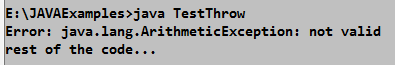 E:\JAVAExamples>java TestThrow
Error: java.lang.ArithmeticException: not valid
rest of the code...